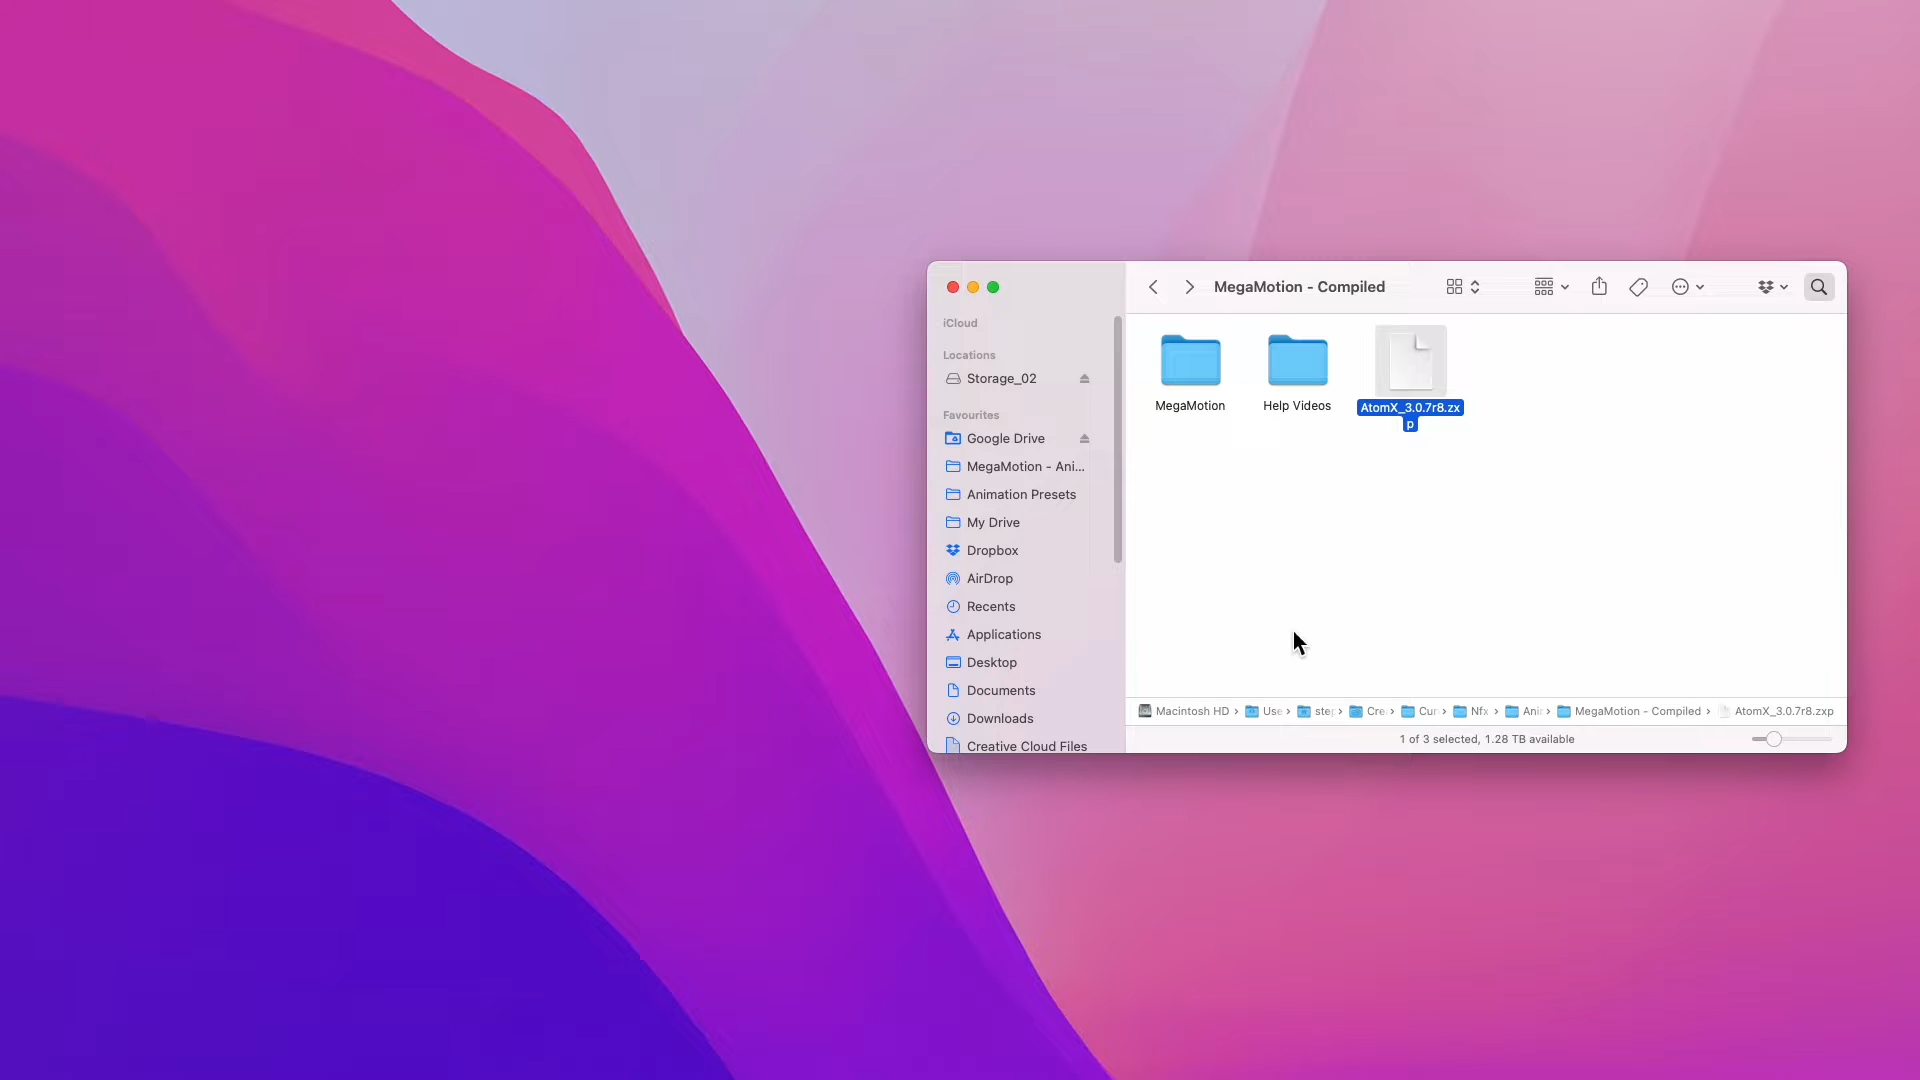 MegaMotion - Compiled
iCloud
Locations
Storage_02
Favourites
Google Drive
MegaMotion - Ani...
Animation Presets
My Drive
Dropbox
AirDrop
Recents
Applications
Desktop
Documents
Downloads
Creative Cloud Files
MegaMotion
Help Videos
AtomX_3.0.7r8.zx
p
Macintosh HD › Use › step › Cre › Cur › Nfx › Ani › MegaMotion - Compiled › AtomX_3.0.7r8.zxp
1 of 3 selected, 1.28 TB available